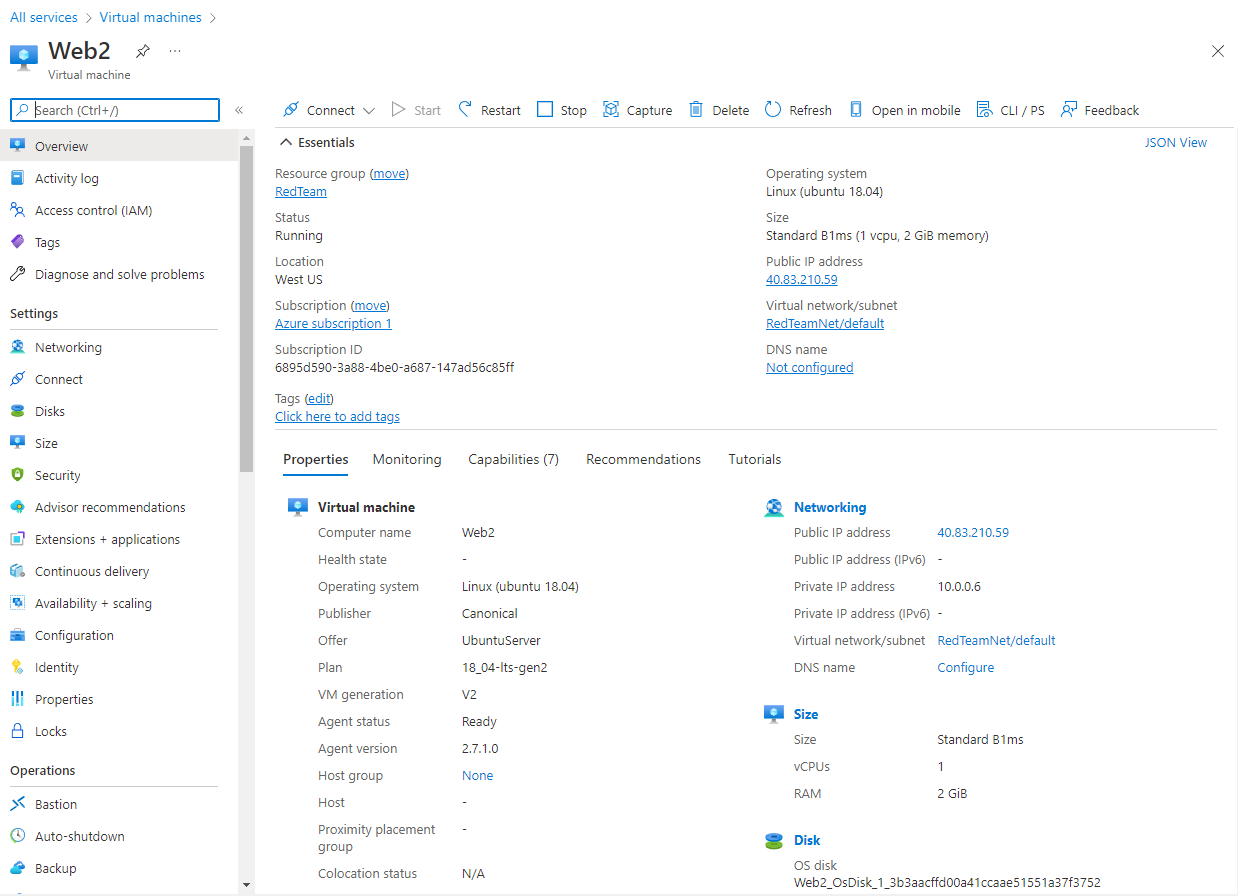 All services > Virtual machines >
Web2 ...
Virtual machine
Search (Ctrl+/)
«
Overview
Activity log
Access control (IAM)
Tags
Diagnose and solve problems
Settings
Networking
Connect
Disks
Size
Security
Advisor recommendations
Extensions + applications
Continuous delivery
Availability + scaling
Configuration
Identity
Properties
Locks
Operations
Bastion
Auto-shutdown
Backup
Connect Start Restart Stop Capture Delete Refresh Open in mobile CLI / PS Feedback
Essentials JSON View
Resource group (move)
RedTeam
Status
Running
Location
West US
Subscription (move)
Azure subscription 1
Subscription ID
6895d590-3a88-4be0-a687-147ad56c85ff
Tags (edit)
Click here to add tags
Operating system
Linux (ubuntu 18.04)
Size
Standard B1ms (1 vcpu, 2 GiB memory)
Public IP address
40.83.210.59
Virtual network/subnet
RedTeamNet/default
DNS name
Not configured
Properties Monitoring Capabilities (7) Recommendations Tutorials
Virtual machine
Computer name Web2
Health state -
Operating system Linux (ubuntu 18.04)
Publisher Canonical
Offer UbuntuServer
Plan 18_04-lts-gen2
VM generation V2
Agent status Ready
Agent version 2.7.1.0
Host group None
Host -
Proximity placement -
group
Colocation status N/A
Networking
Public IP address 40.83.210.59
Public IP address (IPv6) -
Private IP address 10.0.0.6
Private IP address (IPv6) -
Virtual network/subnet RedTeamNet/default
DNS name Configure
Size
Size Standard B1ms
vCPUs 1
RAM 2 GiB
Disk
OS disk
Web2_OsDisk_1_3b3aacffd00a41ccaae51551a37f3752